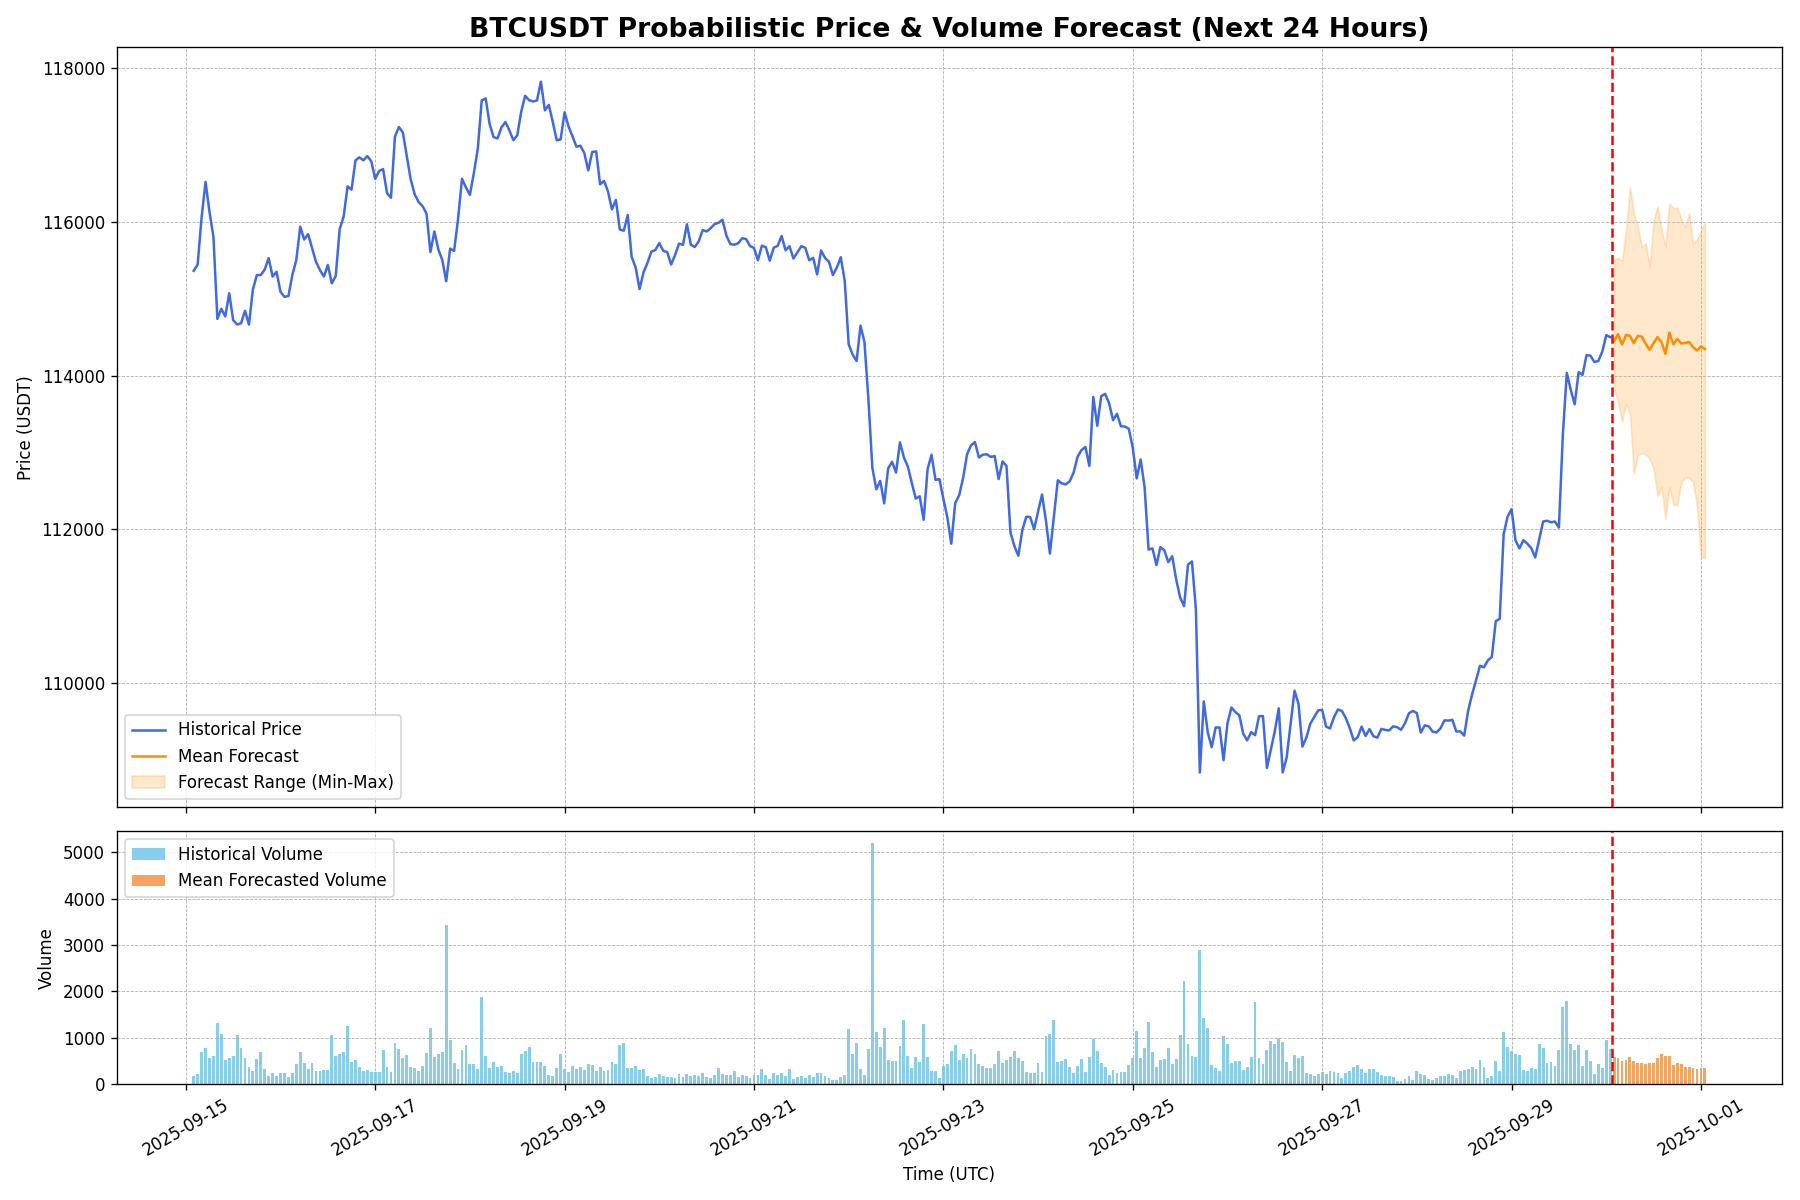 BTCUSDT Probabilistic Price & Volume Forecast (Next 24 Hours)
118000
116000
114000
112000
110000
Price (USDT)
Historical Price
Mean Forecast
Forecast Range (Min-Max)
5000
4000
3000
2000
1000
0
Volume
Historical Volume
Mean Forecasted Volume
2025-09-15
2025-09-17
2025-09-19
2025-09-21
2025-09-23
2025-09-25
2025-09-27
2025-09-29
2025-10-01
Time (UTC)